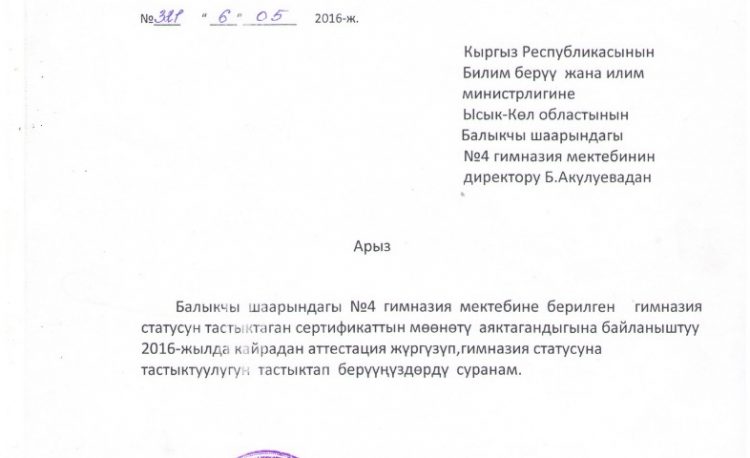 №321 " 6 " 05 2016-ж.
Кыргыз Республикасынын
Билим берүү жана илим
министрлигине
Ысык-Көл областынын
Балыкчы шаарындагы
№4 гимназия мектебинин
директору Б.Акулуевадан
Арыз
Балыкчы шаарындагы №4 гимназия мектебине берилген гимназия
статусун тастыктаган сертификаттын мөөнөтү аяктагандыгына байланыштуу
2016-жылда кайрадан аттестация жүргүзүп,гимназия статусуна
тастыктуулугун тастыктап берүүңүздөрдү суранам.